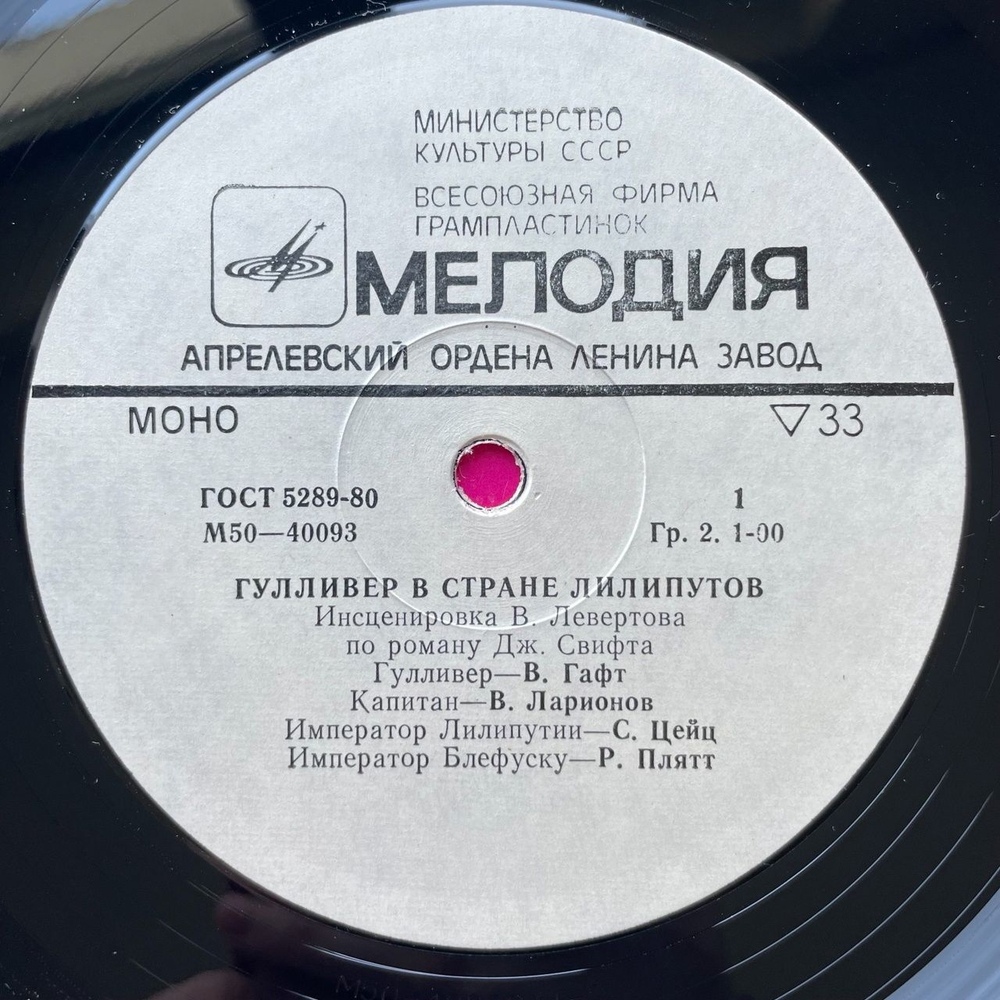 МИНИСТЕРСТВО
КУЛЬТУРЫ СССР
ВСЕСОЮЗНАЯ ФИРМА
ГРАМПЛАСТИНОК
МЕЛОДИЯ
АПРЕЛЕВСКИЙ ОРДЕНА ЛЕНИНА ЗАВОД
МОНО ▽33
ГОСТ 5289-80 1
М50—40093 Гр. 2. 1-00
ГУЛЛИВЕР В СТРАНЕ ЛИЛИПУТОВ
Инсценировка В. Левертова
по роману Дж. Свифта
Гулливер—В. Гафт
Капитан—В. Ларионов
Император Лилипутии—С. Цейц
Император Блефуску—Р. Плятт